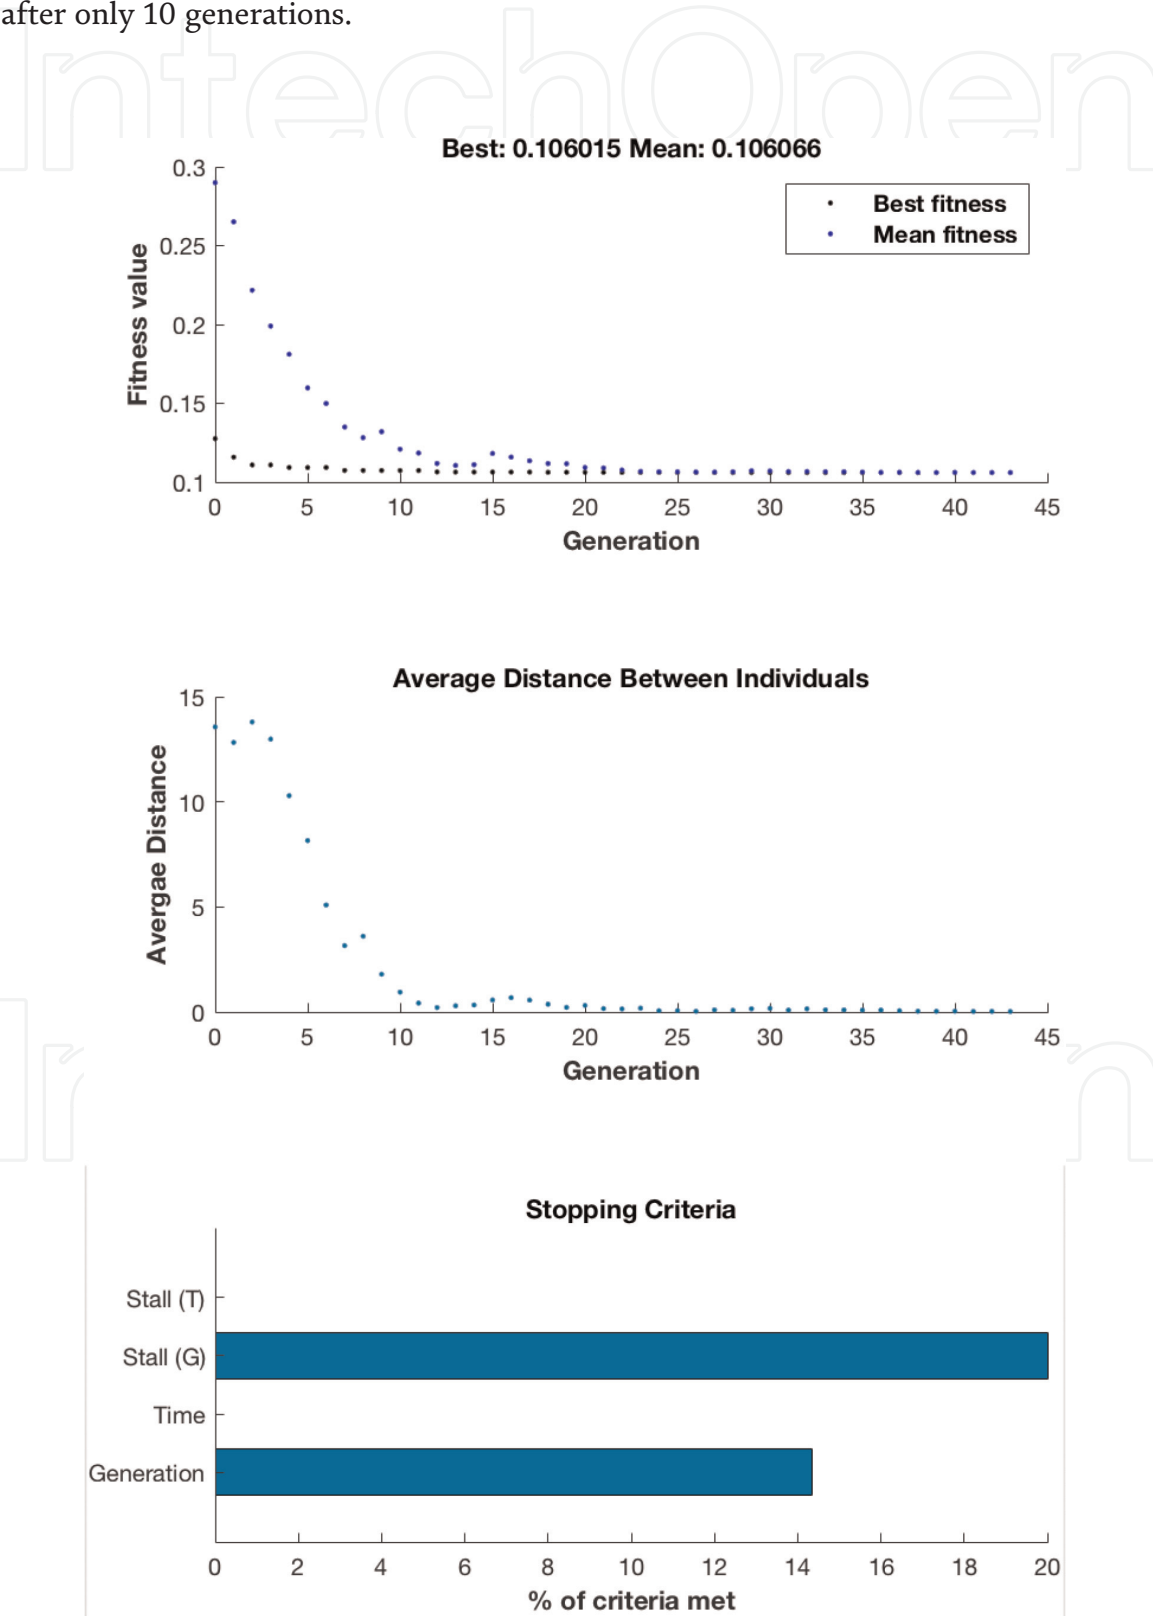 after only 10 generations.
IntechOpen
Best: 0.106015 Mean: 0.106066
0.3
0.25
0.2
0.15
0.1
Fitness value
Best fitness
Mean fitness
0 5 10 15 20 25 30 35 40 45
Generation
Average Distance Between Individuals
15
10
5
0
Avergae Distance
0 5 10 15 20 25 30 35 40 45
Generation
Stopping Criteria
Stall (T)
Stall (G)
Time
Generation
0 2 4 6 8 10 12 14 16 18 20
% of criteria met